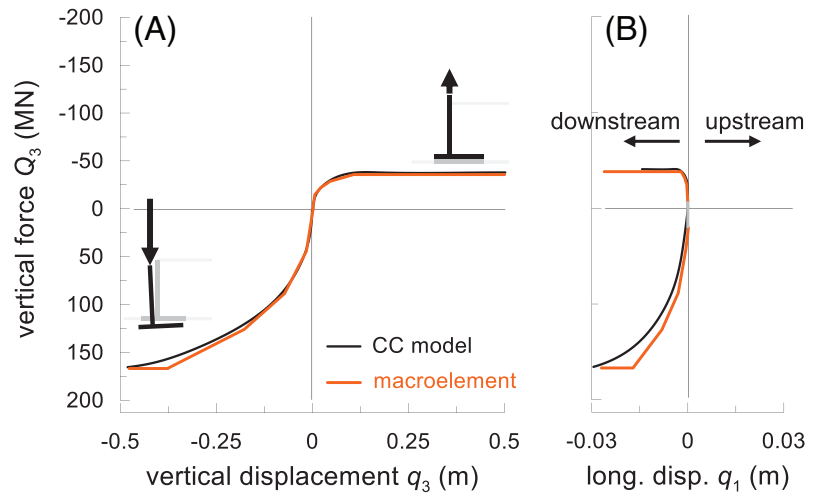 (A)
(B)
vertical force Q3 (MN)
-200
-150
-100
-50
0
50
100
150
200
downstream
upstream
CC model
macroelement
-0.5
-0.25
0
0.25
0.5
vertical displacement q3 (m)
-0.03
0
0.03
long. disp. q1 (m)